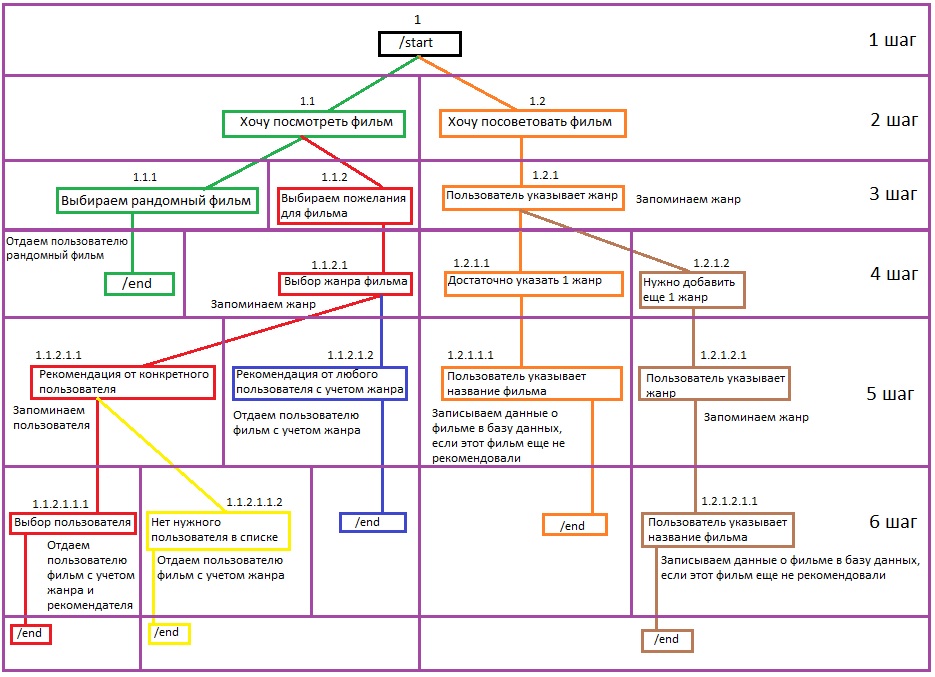 1
/start
1 шаг
1.1
Хочу посмотреть фильм
1.2
Хочу посоветовать фильм
2 шаг
1.1.1
Выбираем рандомный фильм
1.1.2
Выбираем пожелания
для фильма
1.2.1
Пользователь указывает жанр
Запоминаем жанр
3 шаг
Отдаем пользователю
рандомный фильм
/end
1.1.2.1
Выбор жанра фильма
Запоминаем жанр
1.2.1.1
Достаточно указать 1 жанр
1.2.1.2
Нужно добавить
еще 1 жанр
4 шаг
1.1.2.1.1
Рекомендация от конкретного
пользователя
Запоминаем
пользователя
1.1.2.1.2
Рекомендация от любого
пользователя с учетом жанра
Отдаем пользователю
фильм с учетом жанра
1.2.1.1.1
Пользователь указывает
название фильма
Записываем данные о
фильме в базу данных,
если этот фильм еще не
рекомендовали
1.2.1.2.1
Пользователь указывает
жанр
Запоминаем жанр
5 шаг
1.1.2.1.1.1
Выбор пользователя
Отдаем
пользователю
фильм с учетом
жанра и
рекомендателя
1.1.2.1.1.2
Нет нужного
пользователя в списке
Отдаем пользователю
фильм с учетом жанра
/end
/end
1.2.1.2.1.1
Пользователь указывает
название фильма
Записываем данные о фильме в базу данных,
если этот фильм еще не рекомендовали
6 шаг
/end
/end
/end